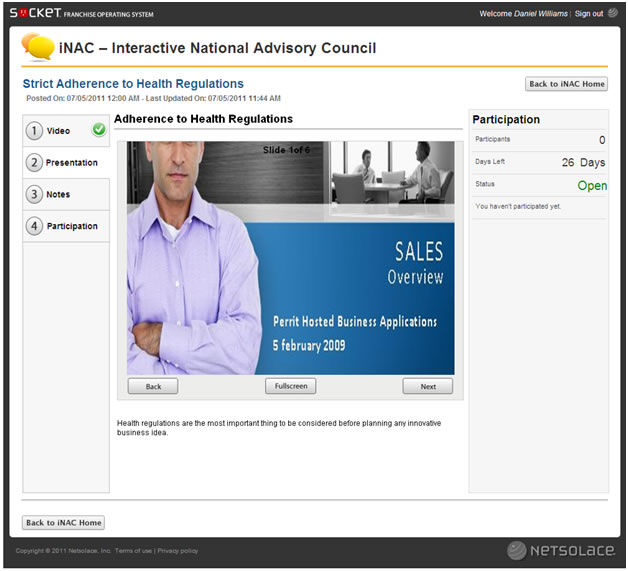 SOCKET FRANCHISE OPERATING SYSTEM
Welcome Daniel Williams | Sign out
iNAC – Interactive National Advisory Council
Strict Adherence to Health Regulations
Back to iNAC Home
Posted On: 07/05/2011 12:00 AM - Last Updated On: 07/05/2011 11:44 AM
1 Video
2 Presentation
3 Notes
4 Participation
Adherence to Health Regulations
Slide 1of 6
SALES
Overview
Perrit Hosted Business Applications
5 february 2009
Back
Fullscreen
Next
Health regulations are the most important thing to be considered before planning any innovative
business idea.
Participation
Participants 0
Days Left 26 Days
Status Open
You haven't participated yet.
Back to iNAC Home
Copyright © 2011 Netsolace, Inc. Terms of use | Privacy policy
NETSOLACE